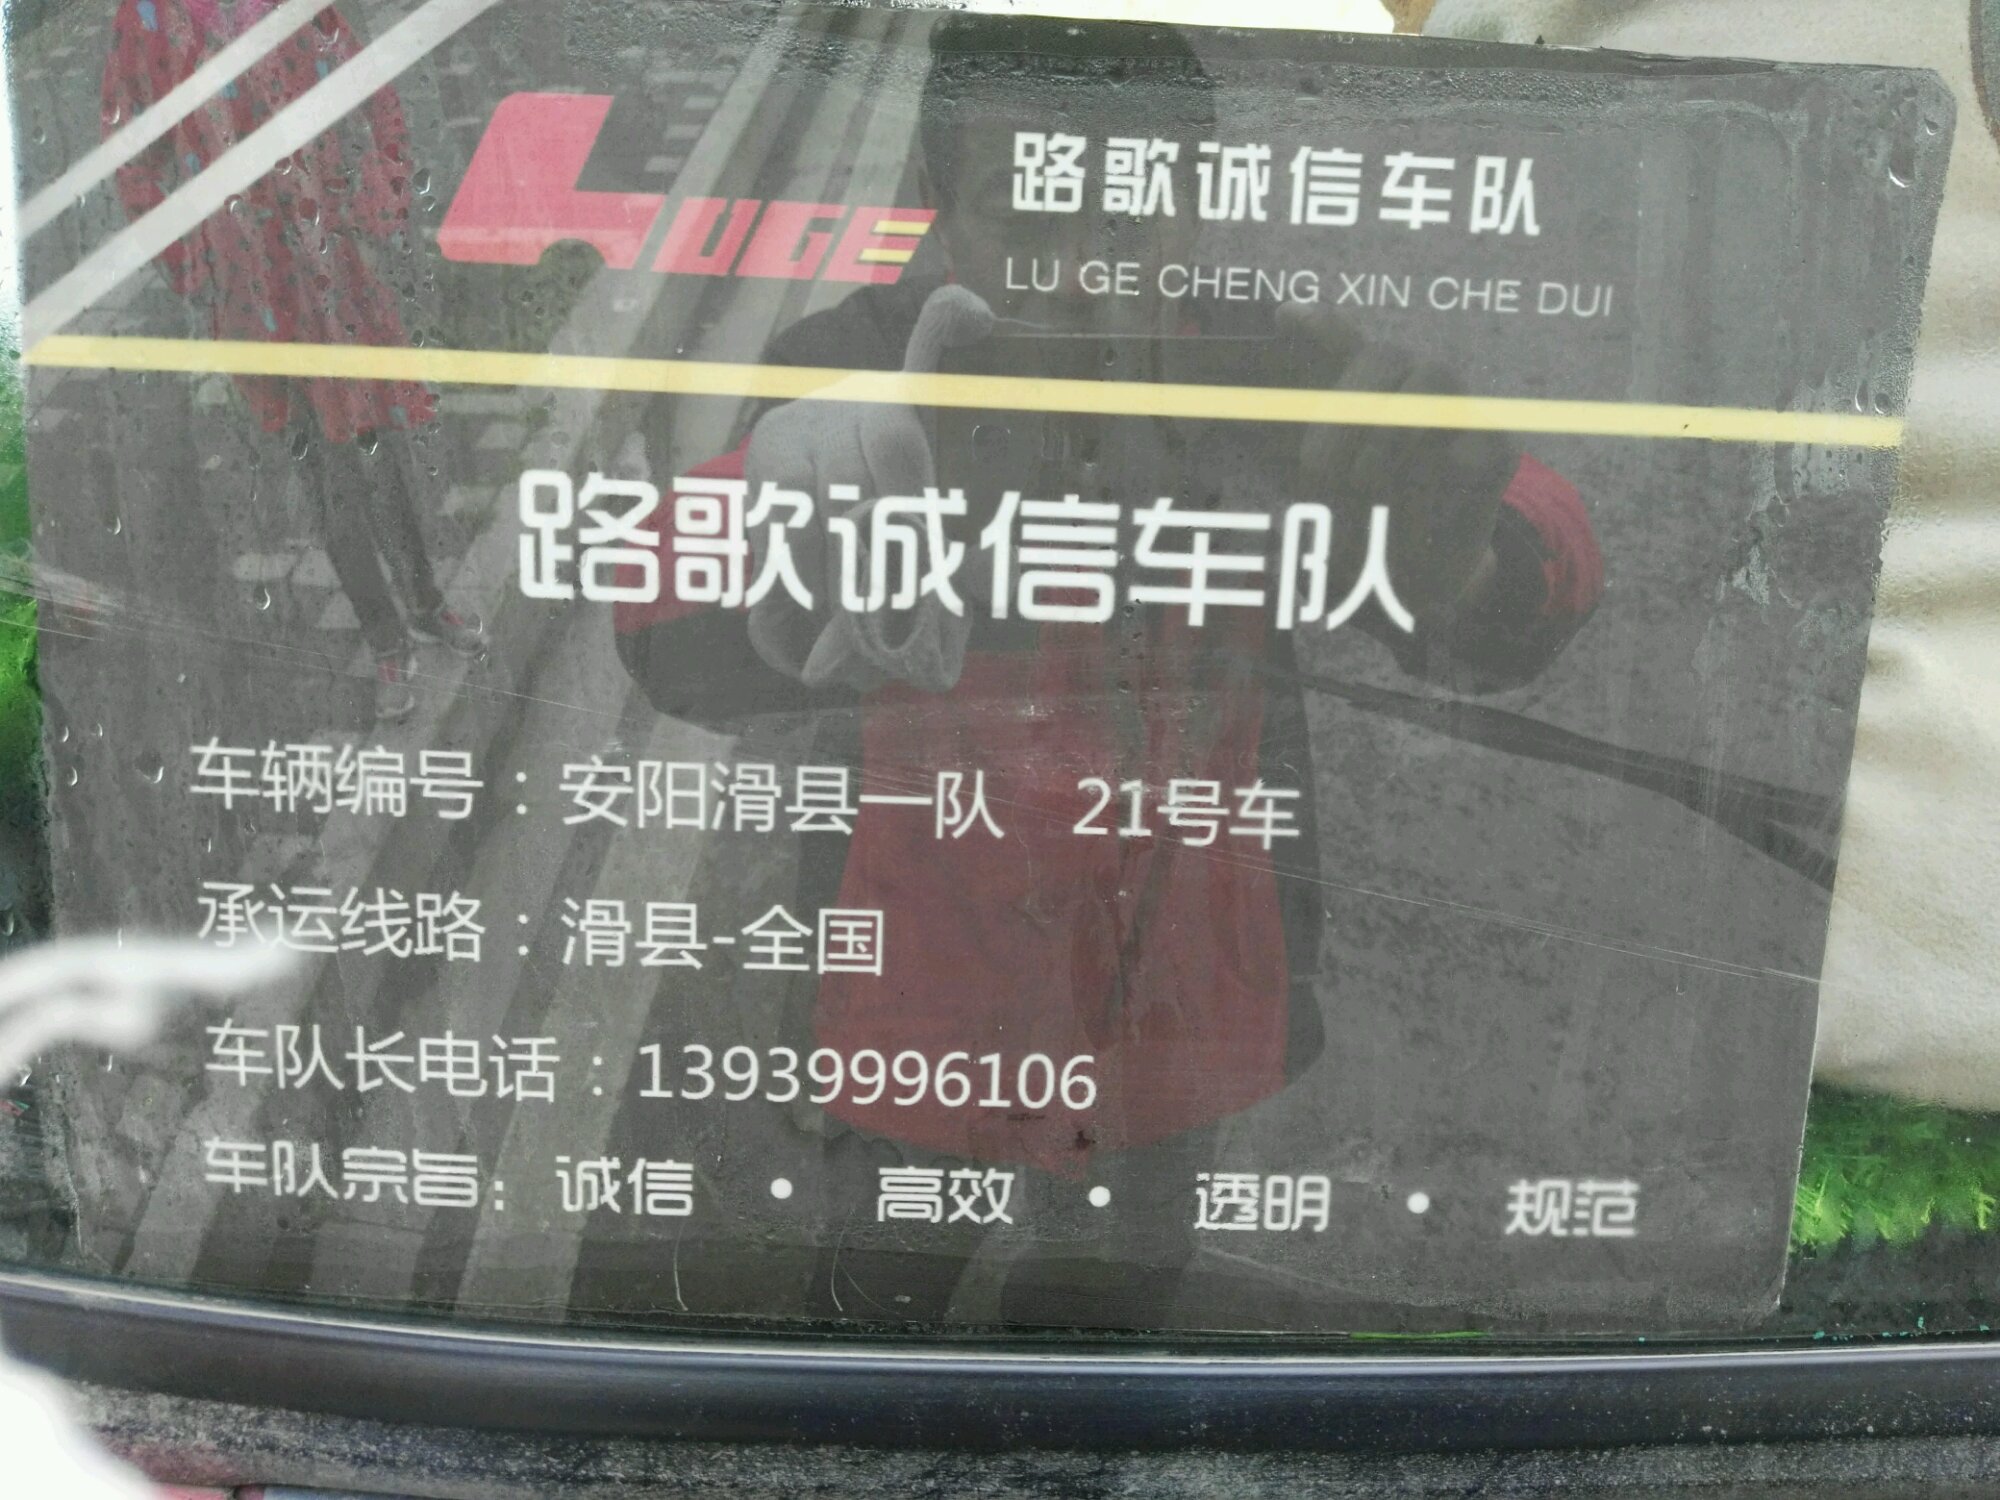 LUGE
路歌诚信车队
LU GE CHENG XIN CHE DUI
路歌诚信车队
车辆编号：安阳滑县一队 21号车
承运线路：滑县-全国
车队长电话：13939996106
车队宗旨：诚信 · 高效 · 透明 · 规范